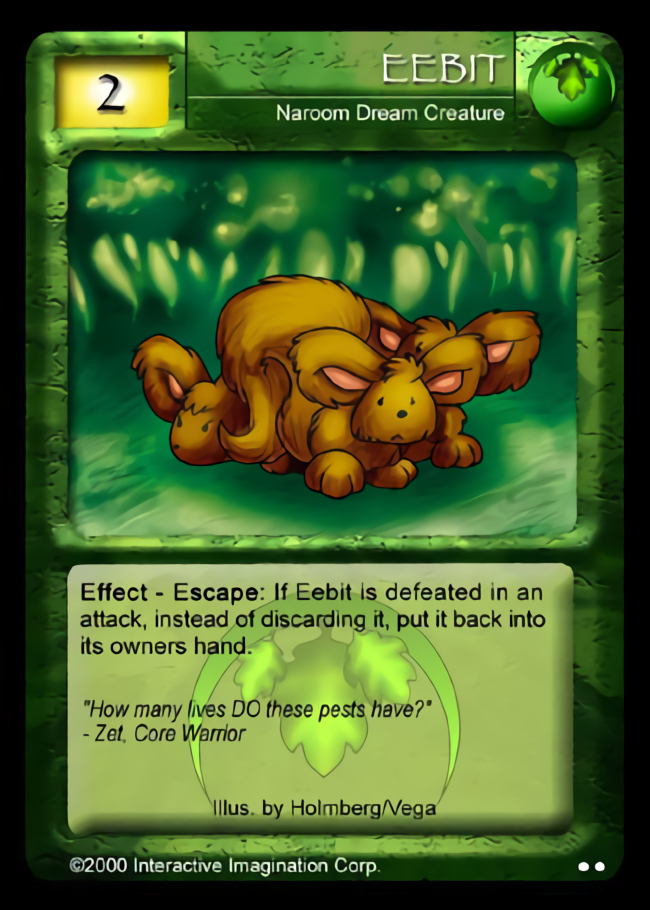 2
EEBIT
Naroom Dream Creature
Effect - Escape: If Eebit is defeated in an
attack, instead of discarding it, put it back into
its owners hand.
"How many lives DO these pests have?"
- Zet, Core Warrior
Illus. by Holmberg/Vega
©2000 Interactive Imagination Corp.